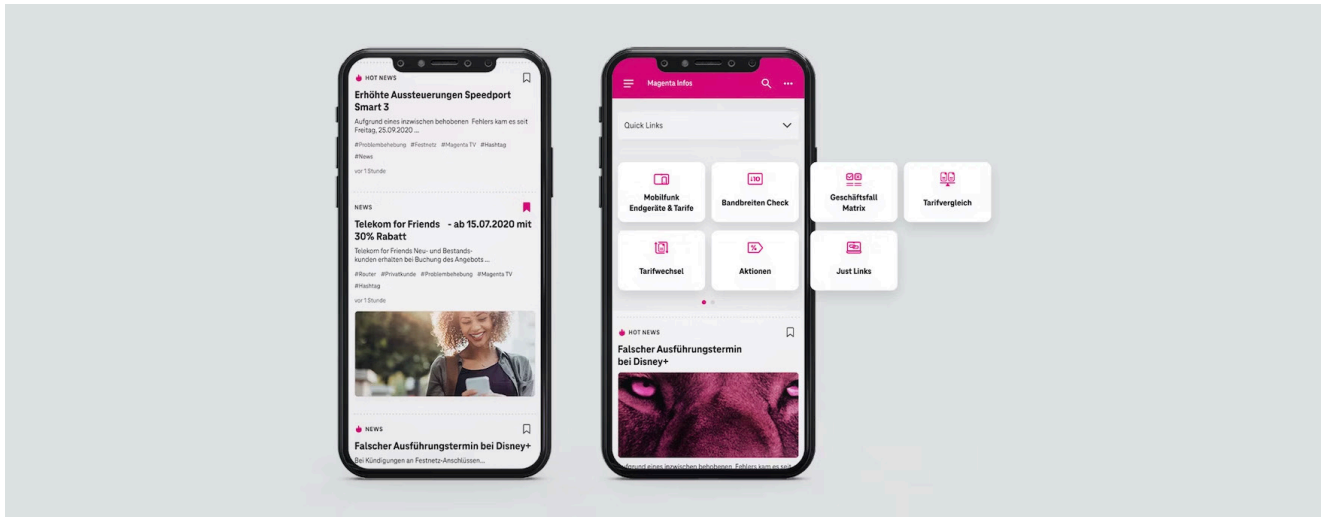 HOT NEWS
Erhöhte Aussteuerungen Speedport
Smart 3
Aufgrund eines inzwischen behobenen Fehlers kam es seit
Freitag, 25.09.2020 ...
#Problembehebung #Festnetz #Magenta TV #Hashtag
#News
vor 1 Stunde
NEWS
Telekom for Friends - ab 15.07.2020 mit
30% Rabatt
Telekom for Friends Neu- und Bestands-
kunden erhalten bei Buchung des Angebots ...
#Router #Privatkunde #Problembehebung #Magenta TV
#Hashtag
vor 1 Stunde
NEWS
Falscher Ausführungstermin bei Disney+
Bei Kündigungen an Festnetz-Anschlüssen...
Magenta Infos
Quick Links
Mobilfunk
Endgeräte & Tarife
Bandbreiten Check
Geschäftsfall
Matrix
Tarifvergleich
Tarifwechsel
Aktionen
Just Links
HOT NEWS
Falscher Ausführungstermin
bei Disney+
Aufgrund eines inzwischen behobenen Fehlers kam es seit